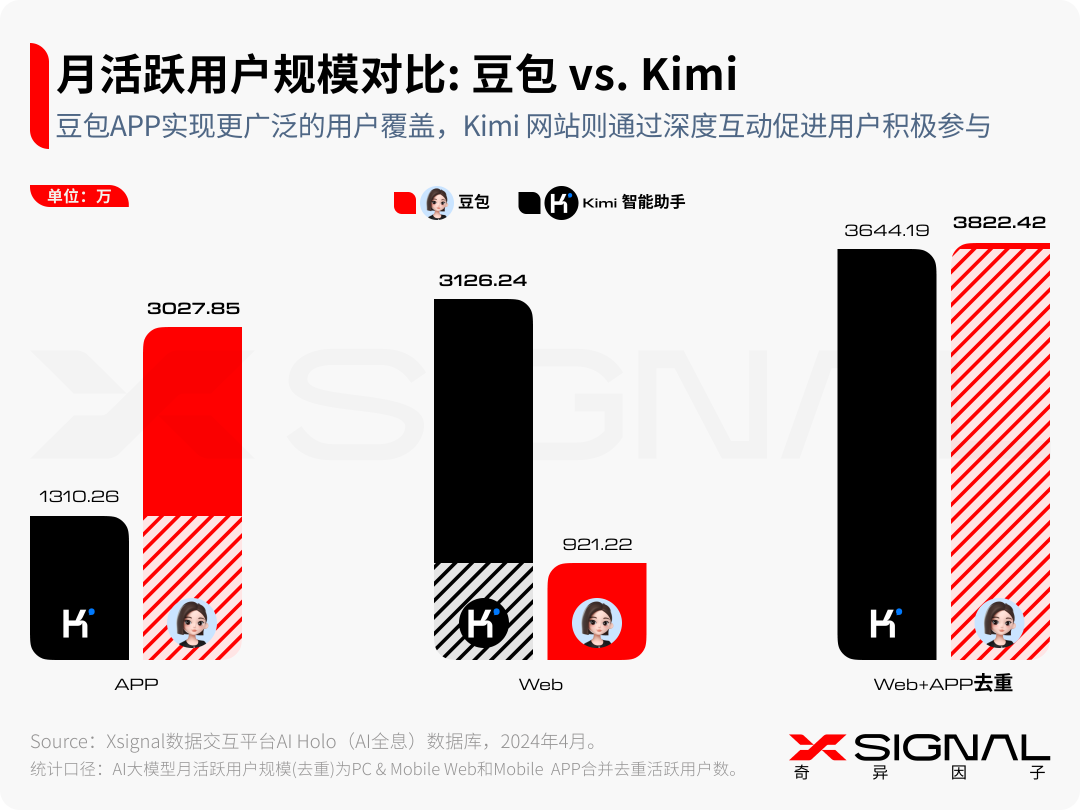 月活跃用户规模对比: 豆包 vs. Kimi
豆包APP实现更广泛的用户覆盖，Kimi 网站则通过深度互动促进用户积极参与
单位：万
豆包
Kimi 智能助手
1310.26
3027.85
APP
3126.24
921.22
Web
3644.19
3822.42
Web+APP去重
XSIGNAL
Source：Xsignal数据交互平台AI Holo（AI全息）数据库，2024年4月。
统计口径：AI大模型月活跃用户规模(去重)为PC & Mobile Web和Mobile APP合并去重活跃用户数。
XSIGNAL
奇异因子